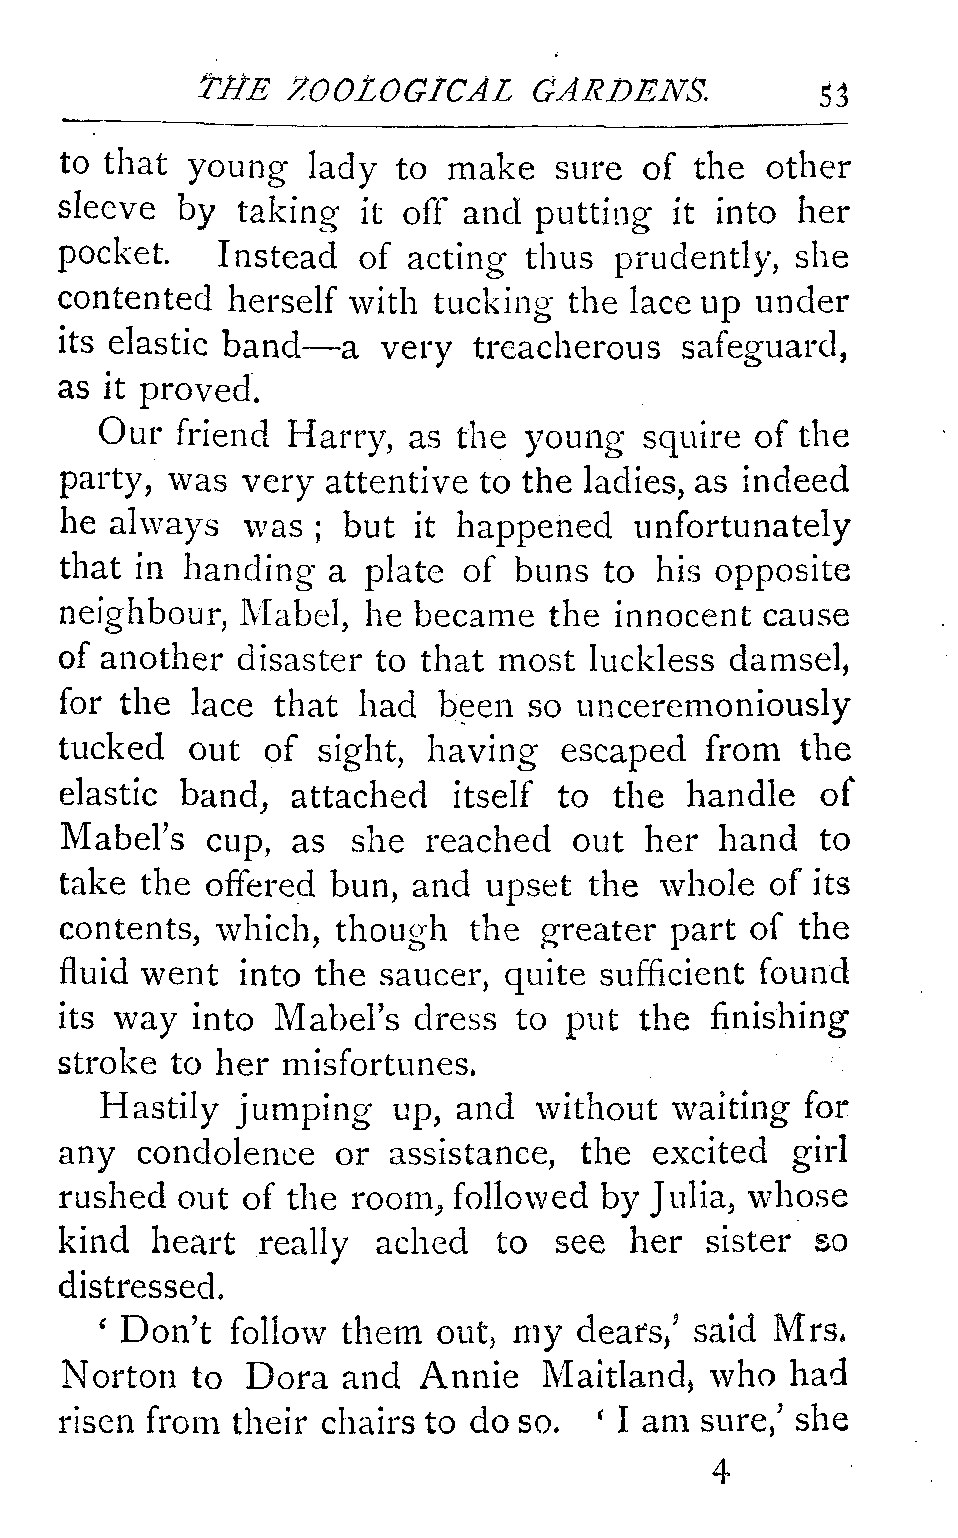 THE ZOOLOGICAL GARDENS. 53
to that young lady to make sure of the other
sleeve by taking it off and putting it into her
pocket. Instead of acting thus prudently, she
contented herself with tucking the lace up under
its elastic band—a very treacherous safeguard,
as it proved.
Our friend Harry, as the young squire of the
party, was very attentive to the ladies, as indeed
he always was ; but it happened unfortunately
that in handing a plate of buns to his opposite
neighbour, Mabel, he became the innocent cause
of another disaster to that most luckless damsel,
for the lace that had been so unceremoniously
tucked out of sight, having escaped from the
elastic band, attached itself to the handle of
Mabel's cup, as she reached out her hand to
take the offered bun, and upset the whole of its
contents, which, though the greater part of the
fluid went into the saucer, quite sufficient found
its way into Mabel's dress to put the finishing
stroke to her misfortunes.
Hastily jumping up, and without waiting for
any condolence or assistance, the excited girl
rushed out of the room, followed by Julia, whose
kind heart really ached to see her sister so
distressed.
‘ Don't follow them out, my dears,’ said Mrs.
Norton to Dora and Annie Maitland, who had
risen from their chairs to do so. ‘ I am sure,’ she
4